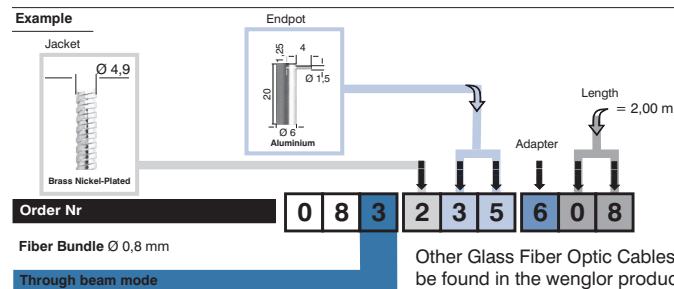 Example
Jacket
Ø 4,9
Brass Nickel-Plated
Endpot
1,25
4
Ø 1,5
20
Ø 6
Aluminium
Length
= 2,00 m
Adapter
Order Nr
0 8 3 2 3 5 6 0 8
Fiber Bundle Ø 0,8 mm
Through beam mode
Other Glass Fiber Optic Cables
be found in the wenglor produc